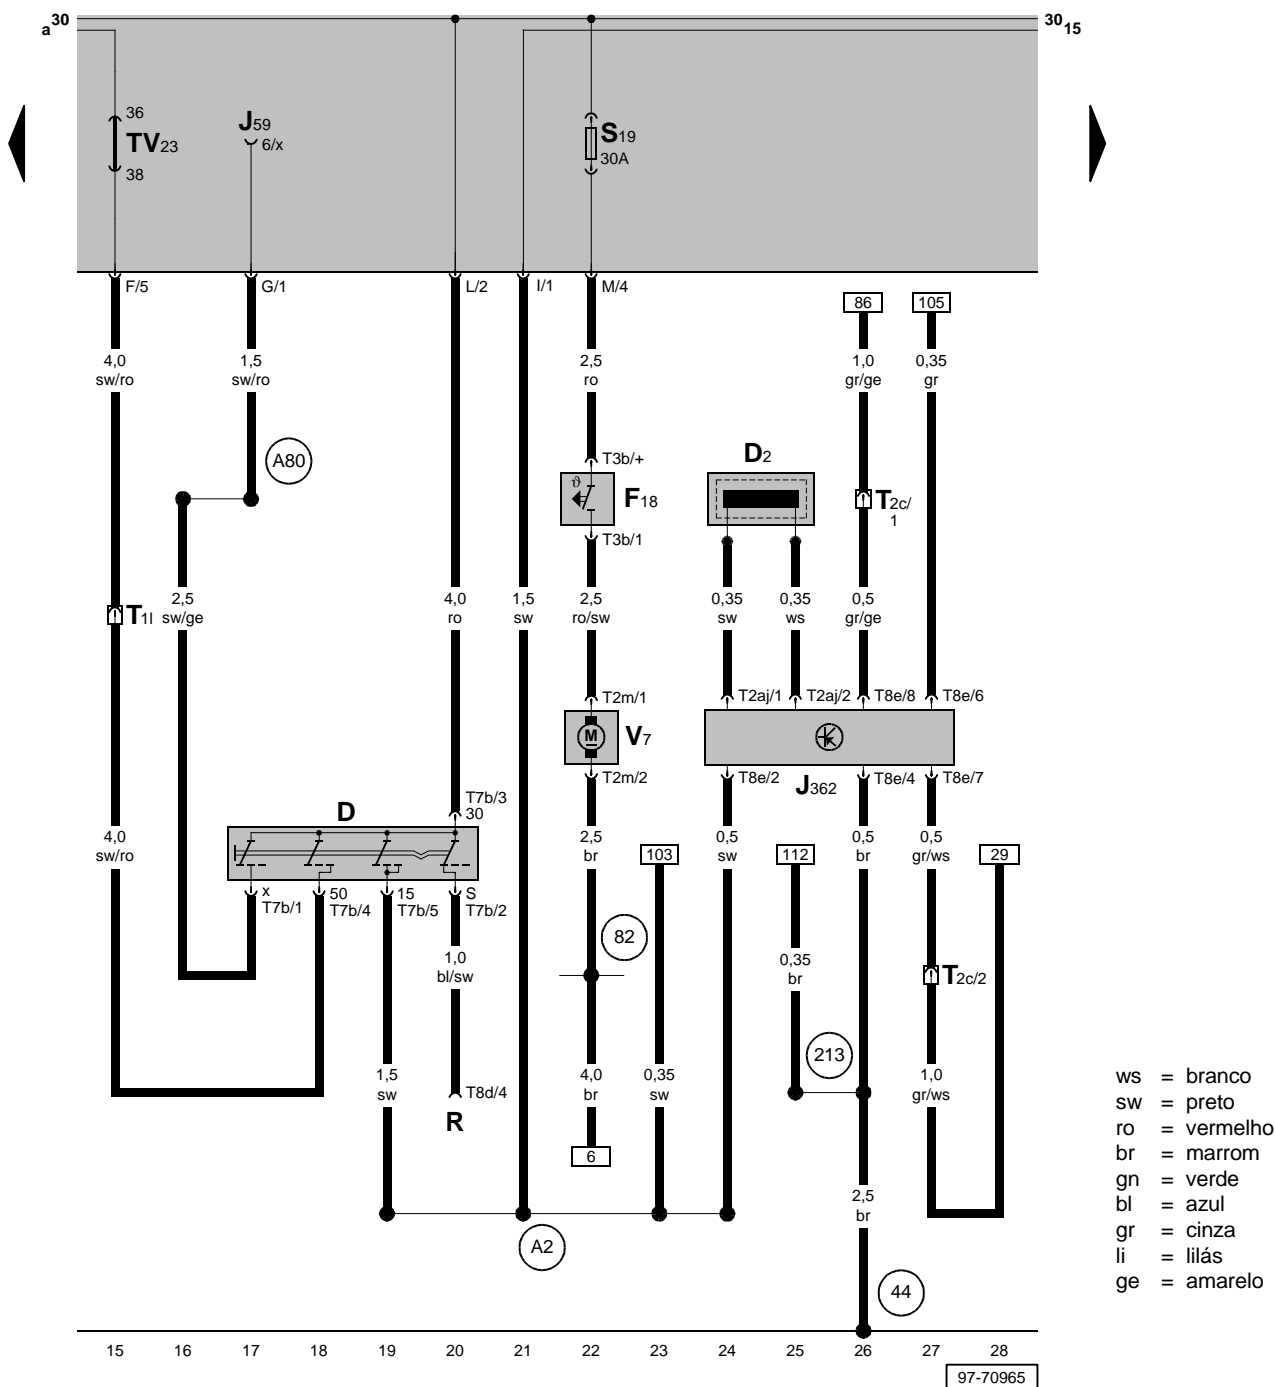 30
a
30
15
36
TV23
38
J59
6/x
S19
30A
F/5
G/1
L/2
I/1
M/4
86
105
4,0
sw/ro
1,5
sw/ro
2,5
ro
1,0
gr/ge
0,35
gr
A80
T3b/+
ϑ
F18
T3b/1
D2
T2c/
1
T1l
2,5
sw/ge
4,0
ro
1,5
sw
2,5
ro/sw
0,35
sw
0,35
ws
0,5
gr/ge
T2m/1
T2aj/1
T2aj/2
T8e/8
T8e/6
M
V7
T2m/2
T8e/2
J362
T8e/4
T8e/7
T7b/3
30
D
4,0
sw/ro
2,5
br
103
0,5
sw
112
0,5
br
0,5
gr/ws
29
x
T7b/1
50
T7b/4
15
T7b/5
S
T7b/2
82
1,0
bl/sw
0,35
br
T2c/2
213
1,5
sw
T8d/4
R
4,0
br
0,35
sw
1,0
gr/ws
6
2,5
br
A2
44
ws = branco
sw = preto
ro = vermelho
br = marrom
gn = verde
bl = azul
gr = cinza
li = lilás
ge = amarelo
15 16 17 18 19 20 21 22 23 24 25 26 27 28
97-70965